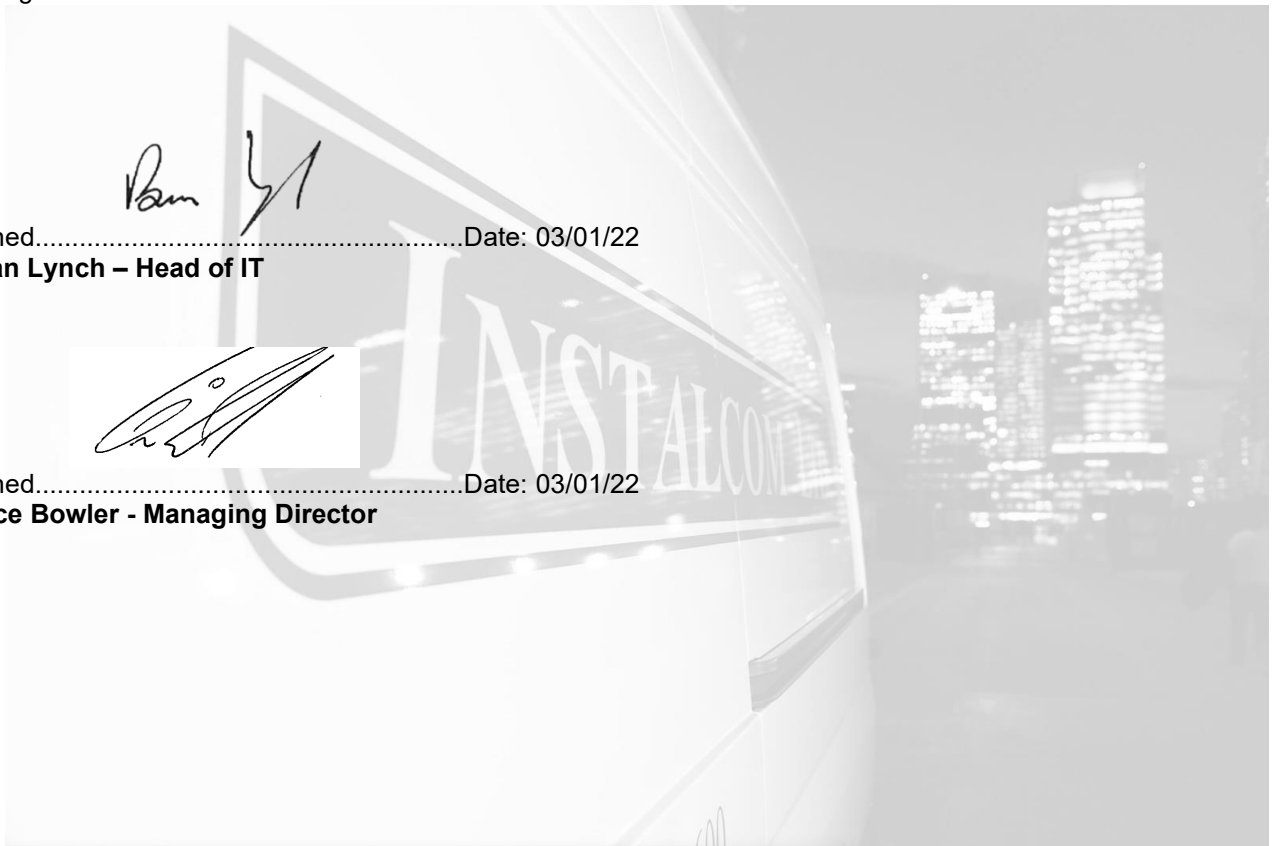 ned..........................................................Date: 03/01/22
an Lynch – Head of IT
INSTALCOM
ned..........................................................Date: 03/01/22
ce Bowler - Managing Director